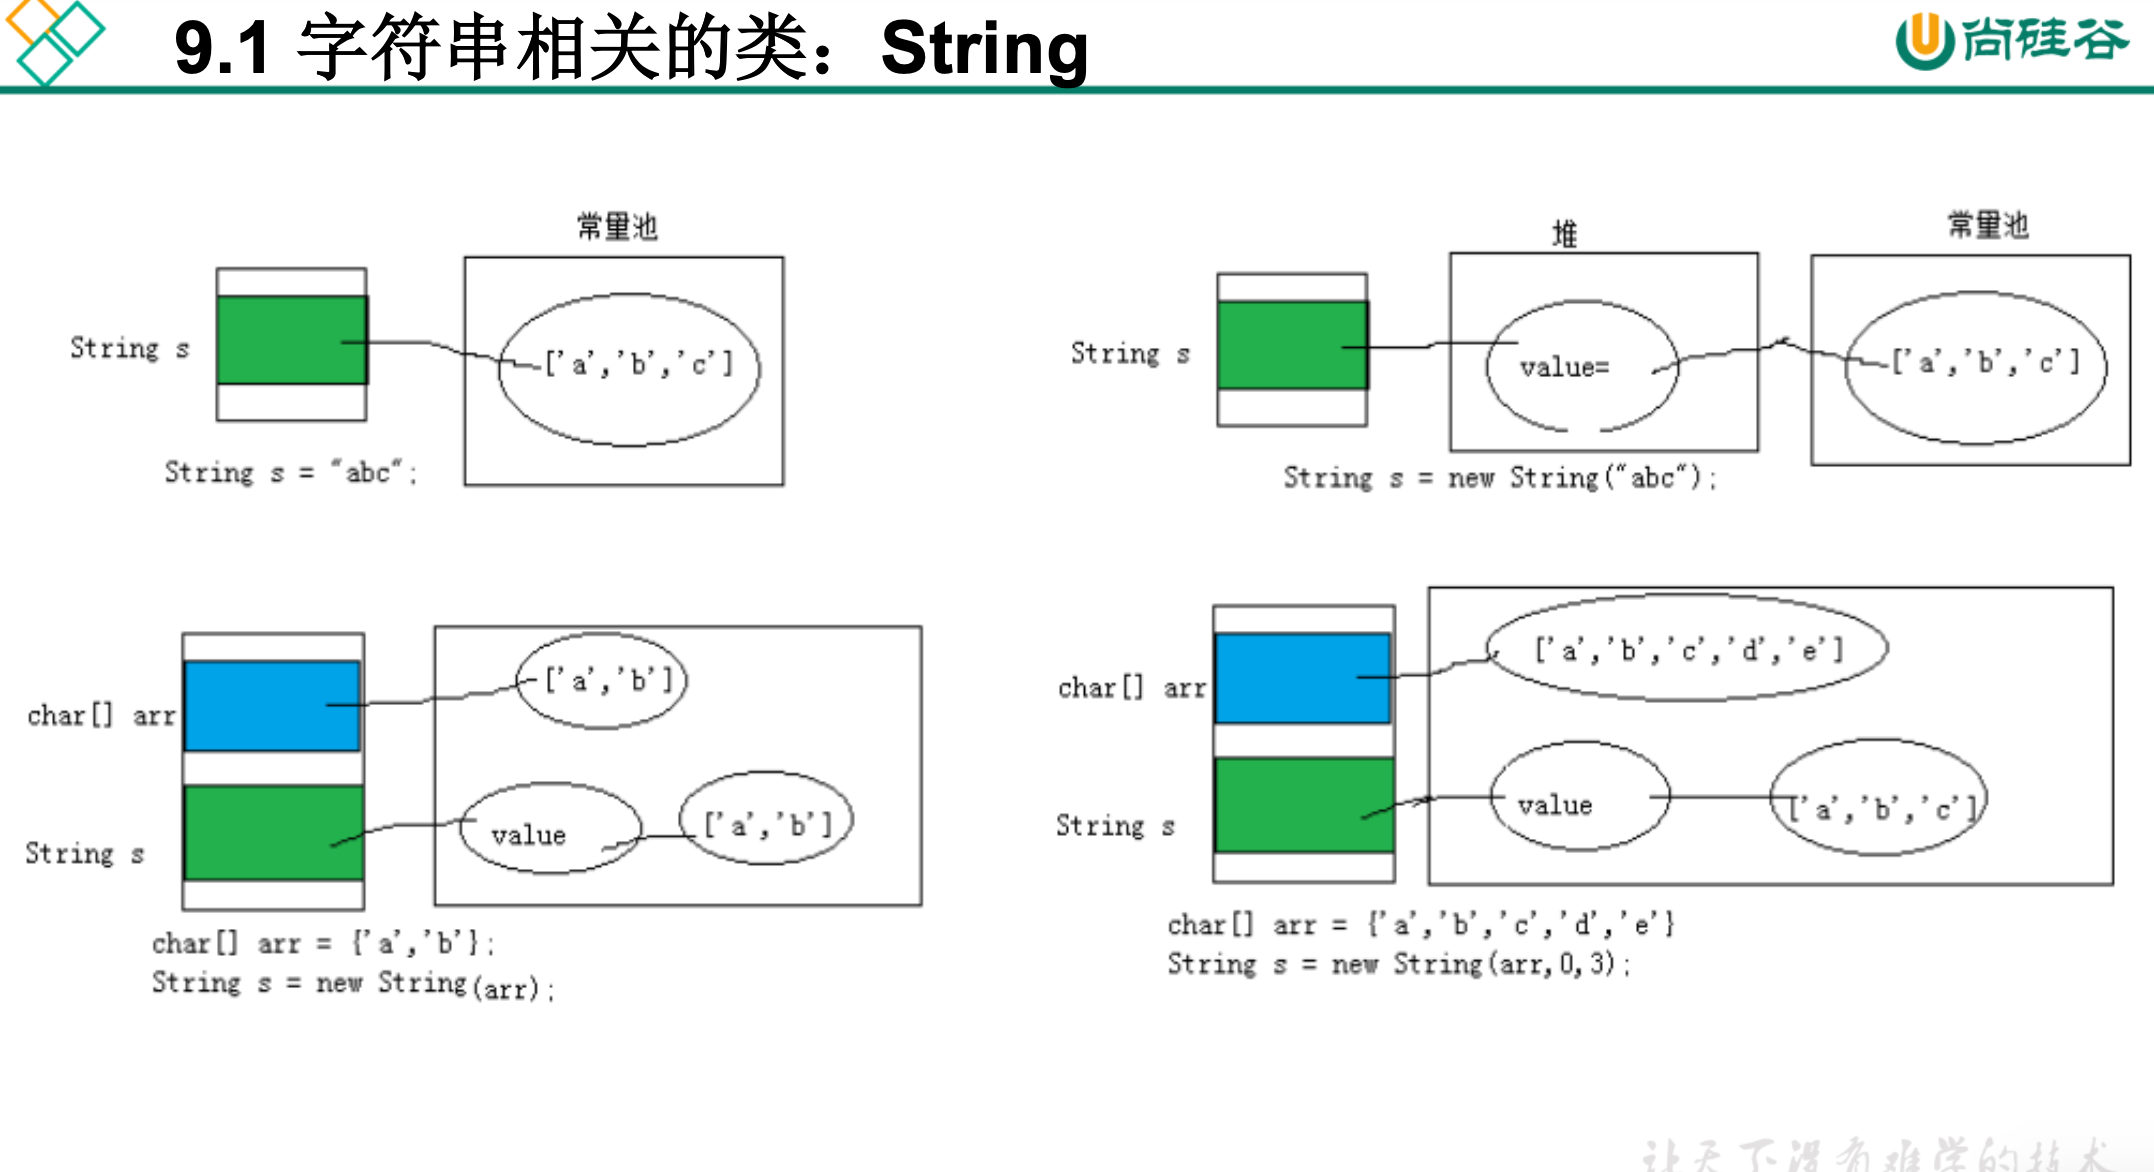 9.1 字符串相关的类：String
尚硅谷
常量池
String s
['a','b','c']
String s = "abc";
堆
常量池
String s
value=
['a','b','c']
String s = new String("abc");
char[] arr
['a','b']
String s
value
['a','b']
char[] arr = {'a','b'};
String s = new String(arr);
char[] arr
['a','b','c','d','e']
String s
value
['a','b','c']
char[] arr = {'a','b','c','d','e'}
String s = new String(arr,0,3);
让天下没有难学的技术